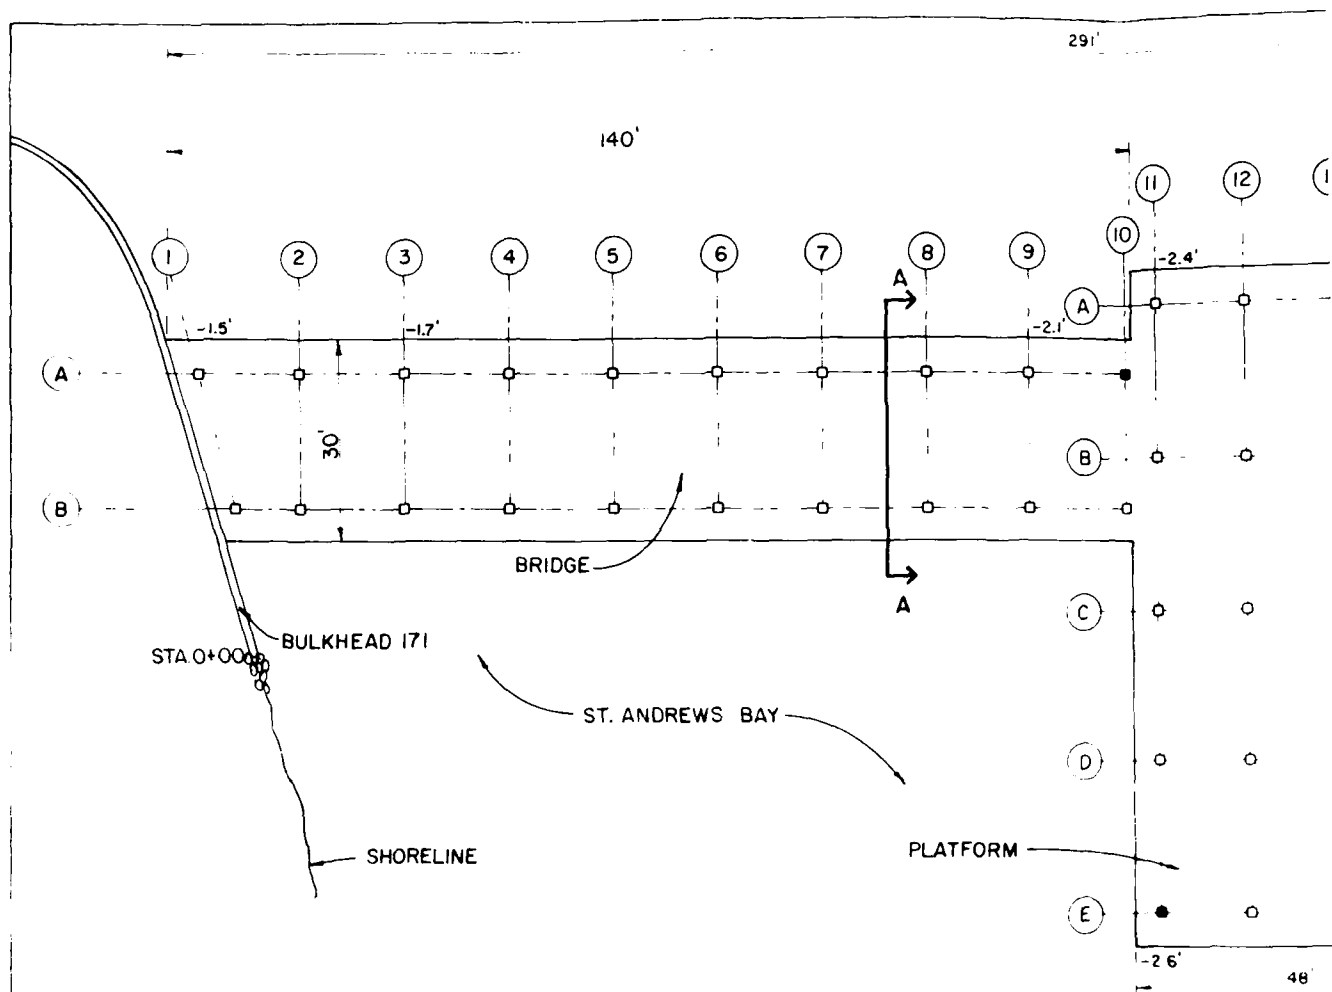 291'
140'
11
12
1
10
1
2
3
4
5
6
7
8
9
A
-2.4'
A
-1.5'
-1.7'
-2.1'
A
30'
B
B
BRIDGE
A
C
BULKHEAD 171
STA.0+00
ST. ANDREWS BAY
D
SHORELINE
PLATFORM
E
-2 6'
48'